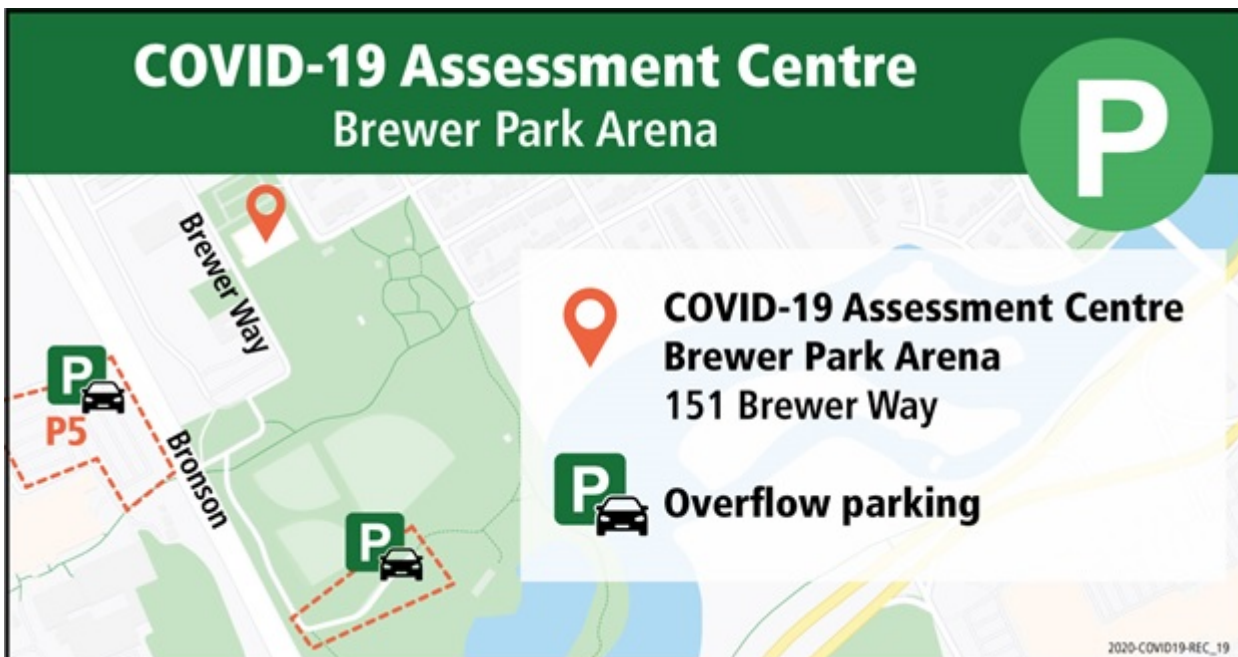 COVID-19 Assessment Centre
Brewer Park Arena
P
Brewer Way
P
P5
Bronson
P
COVID-19 Assessment Centre
Brewer Park Arena
151 Brewer Way
P
Overflow parking
2020-COVID19-REC_19